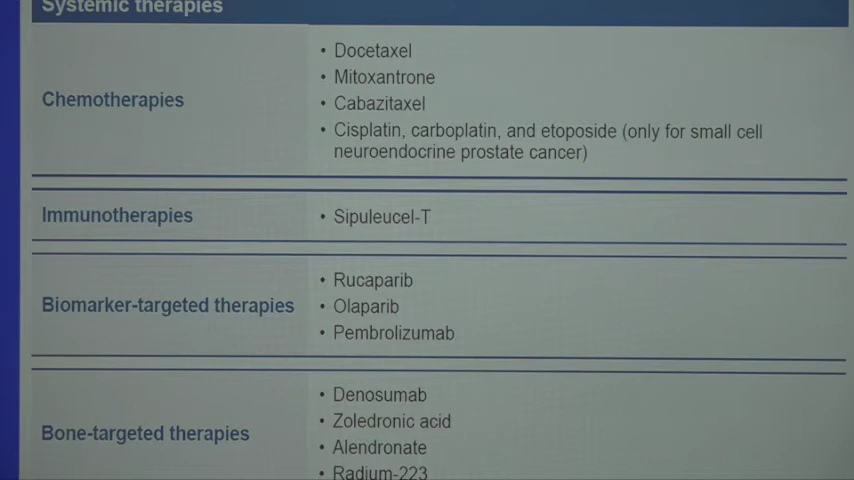 Systemic therapies
Chemotherapies
• Docetaxel
• Mitoxantrone
• Cabazitaxel
• Cisplatin, carboplatin, and etoposide (only for small cell
neuroendocrine prostate cancer)
Immunotherapies
• Sipuleucel-T
Biomarker-targeted therapies
• Rucaparib
• Olaparib
• Pembrolizumab
Bone-targeted therapies
• Denosumab
• Zoledronic acid
• Alendronate
• Radium-223